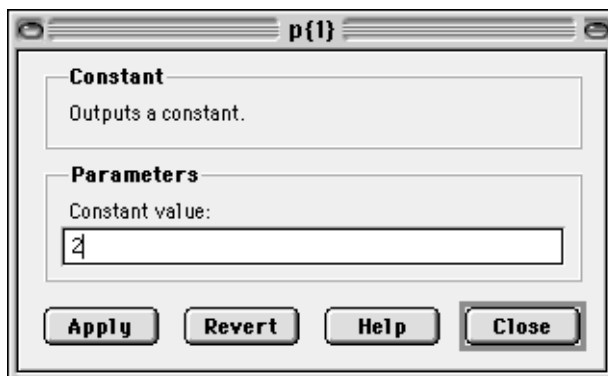 p{1}
Constant
Outputs a constant.
Parameters
Constant value:
2
Apply Revert Help Close